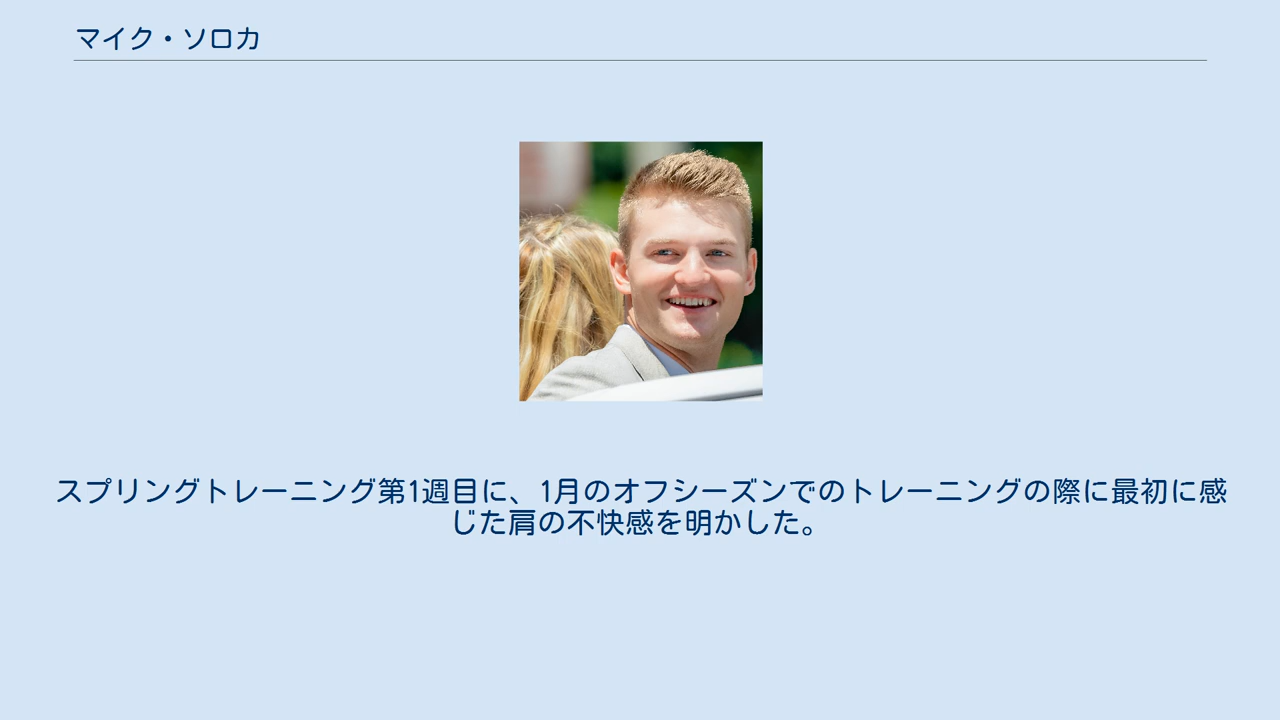 マイク・ソロカ
スプリングトレーニング第1週目に、1月のオフシーズンでのトレーニングの際に最初に感
じた肩の不快感を明かした。